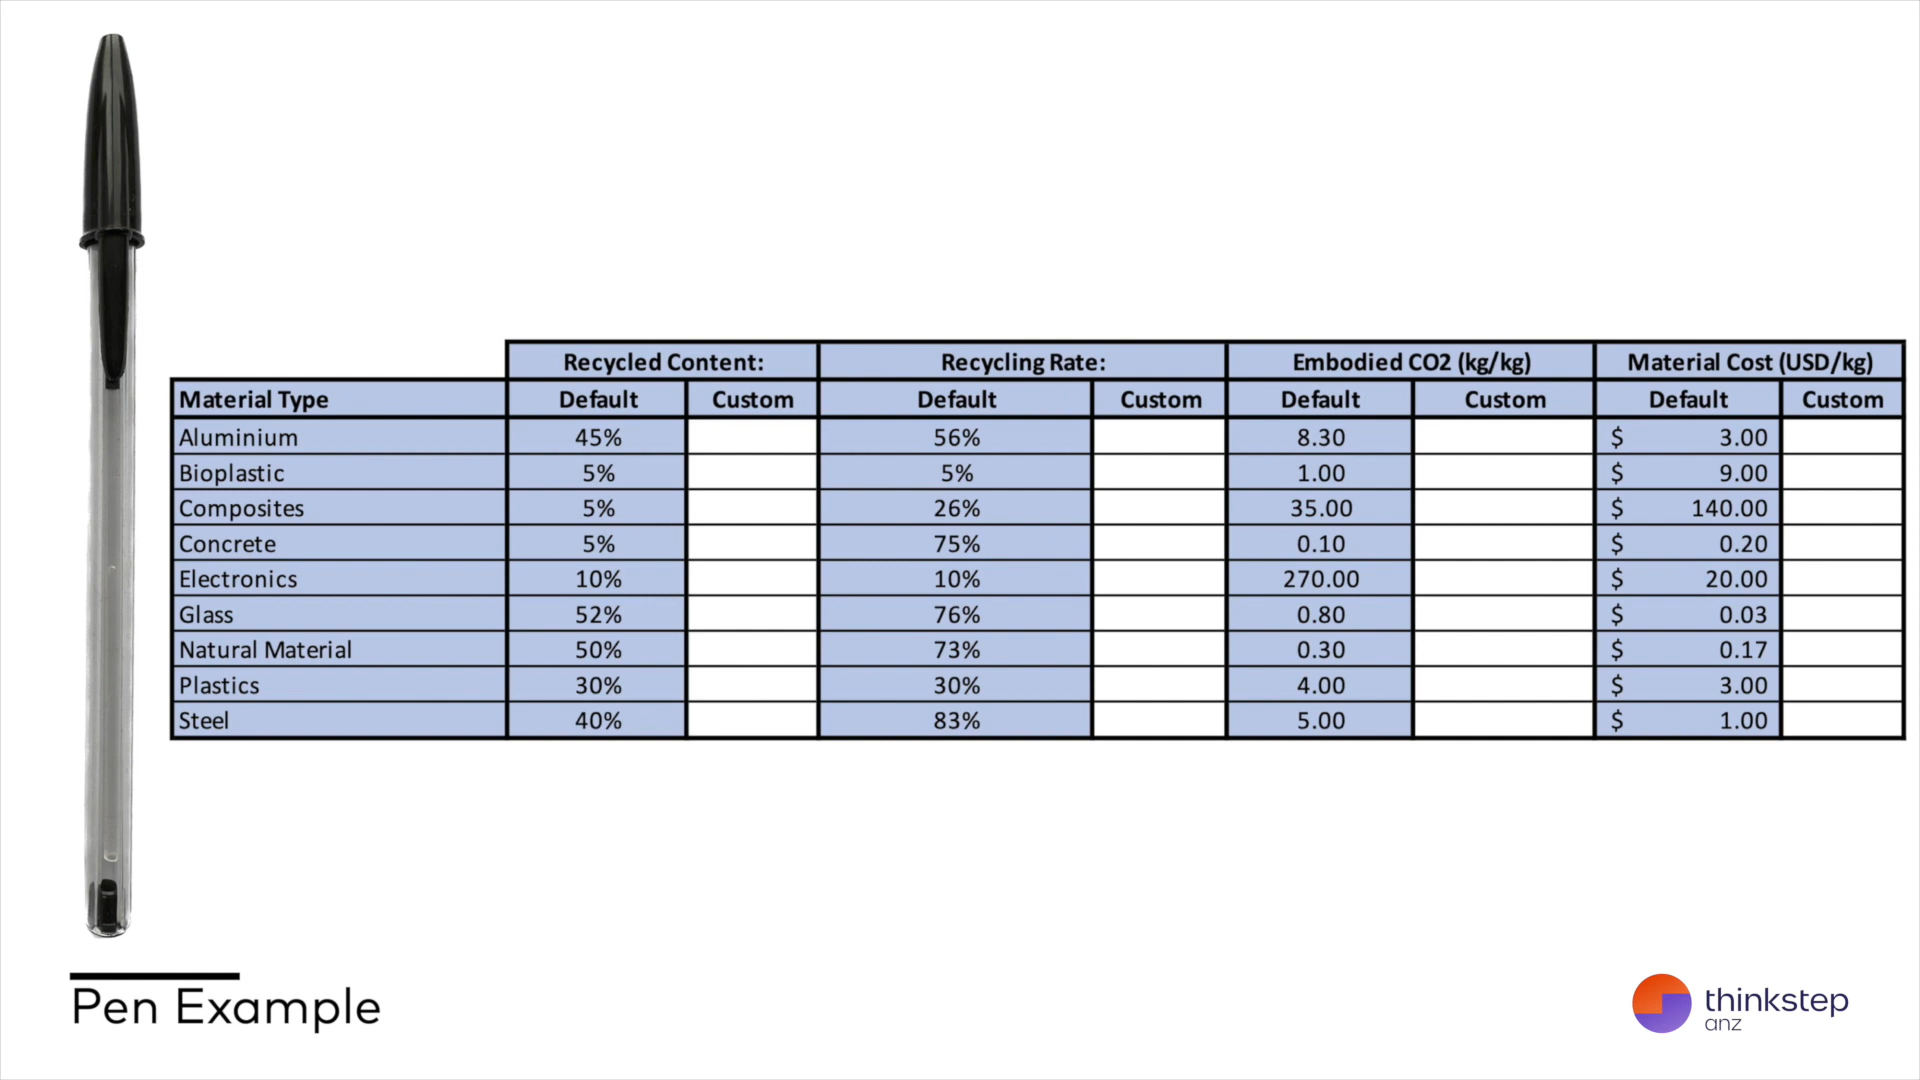 Recycled Content: Recycling Rate: Embodied CO2 (kg/kg) Material Cost (USD/kg)
Material Type Default Custom Default Custom Default Custom Default Custom
Aluminium 45% 56% 8.30 $ 3.00
Bioplastic 5% 5% 1.00 $ 9.00
Composites 5% 26% 35.00 $ 140.00
Concrete 5% 75% 0.10 $ 0.20
Electronics 10% 10% 270.00 $ 20.00
Glass 52% 76% 0.80 $ 0.03
Natural Material 50% 73% 0.30 $ 0.17
Plastics 30% 30% 4.00 $ 3.00
Steel 40% 83% 5.00 $ 1.00
Pen Example
thinkstep
anz